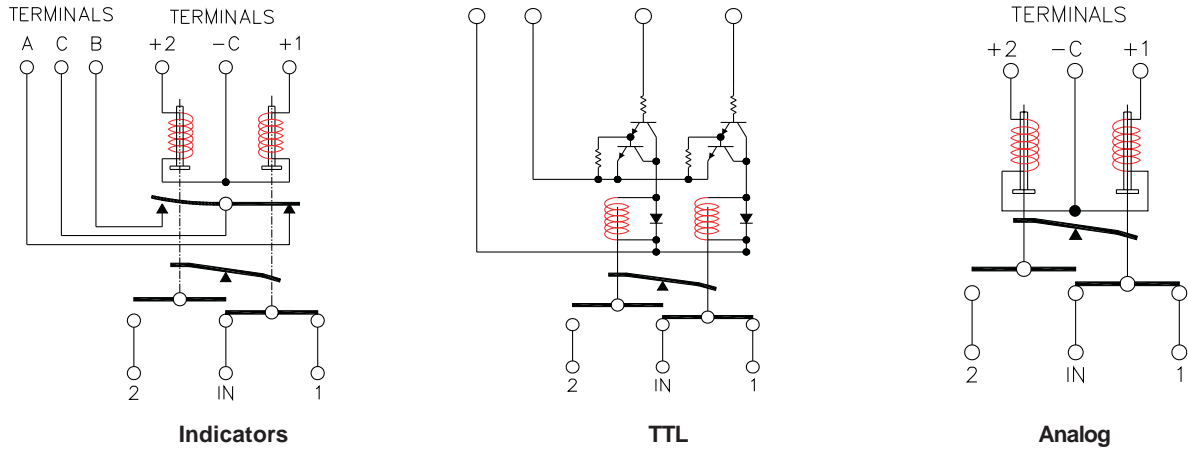 TERMINALS TERMINALS TERMINALS
A C B +2 -C +1 +2 -C +1
2 IN 1 2 IN 1 2 IN 1
Indicators TTL Analog